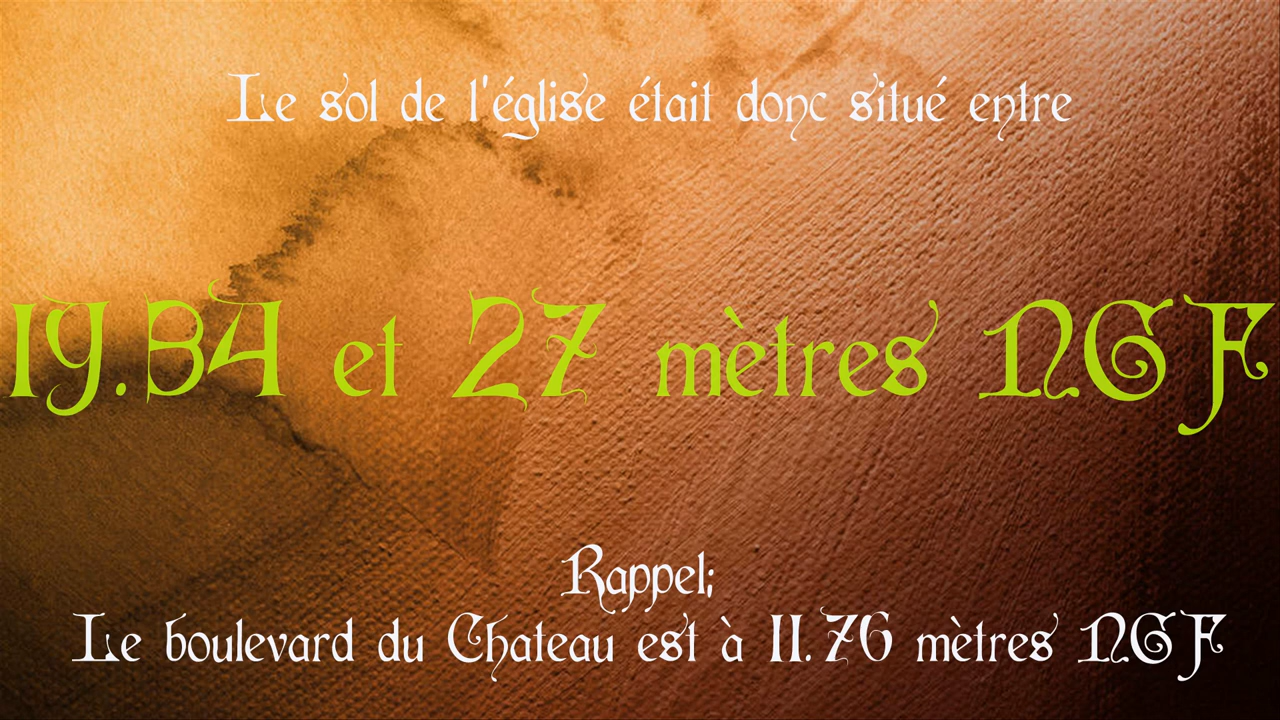 Le sol de l'église était donc situé entre
19.34 et 27 mètres NGF
Rappel;
Le boulevard du Chateau est à 11.76 mètres NGF